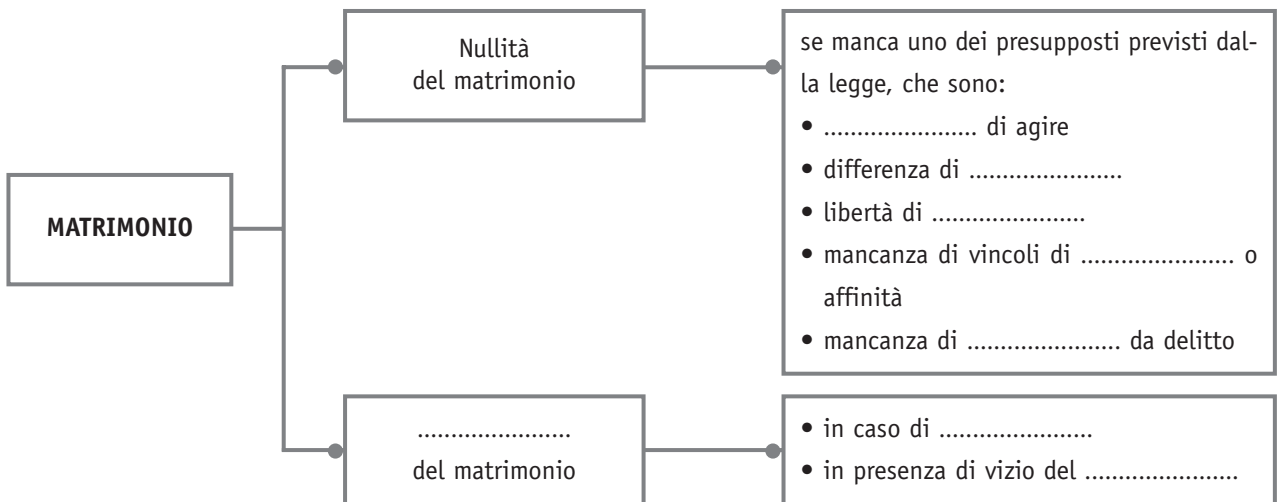 MATRIMONIO
Nullità
del matrimonio
se manca uno dei presupposti previsti dal-
la legge, che sono:
• ....................... di agire
• differenza di .......................
• libertà di .......................
• mancanza di vincoli di ....................... o
affinità
• mancanza di ....................... da delitto
.......................
del matrimonio
• in caso di .......................
• in presenza di vizio del .......................